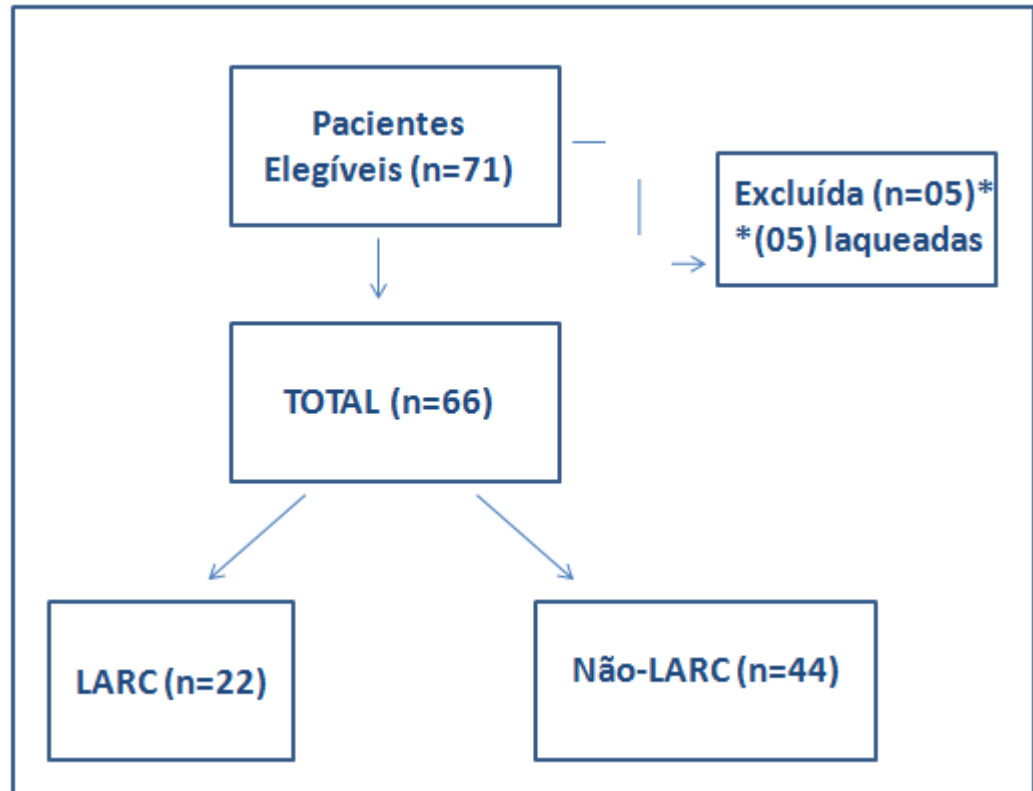 Pacientes
Elegíveis (n=71)
Excluída (n=05)*
*(05) laqueadas
TOTAL (n=66)
LARC (n=22)
Não-LARC (n=44)